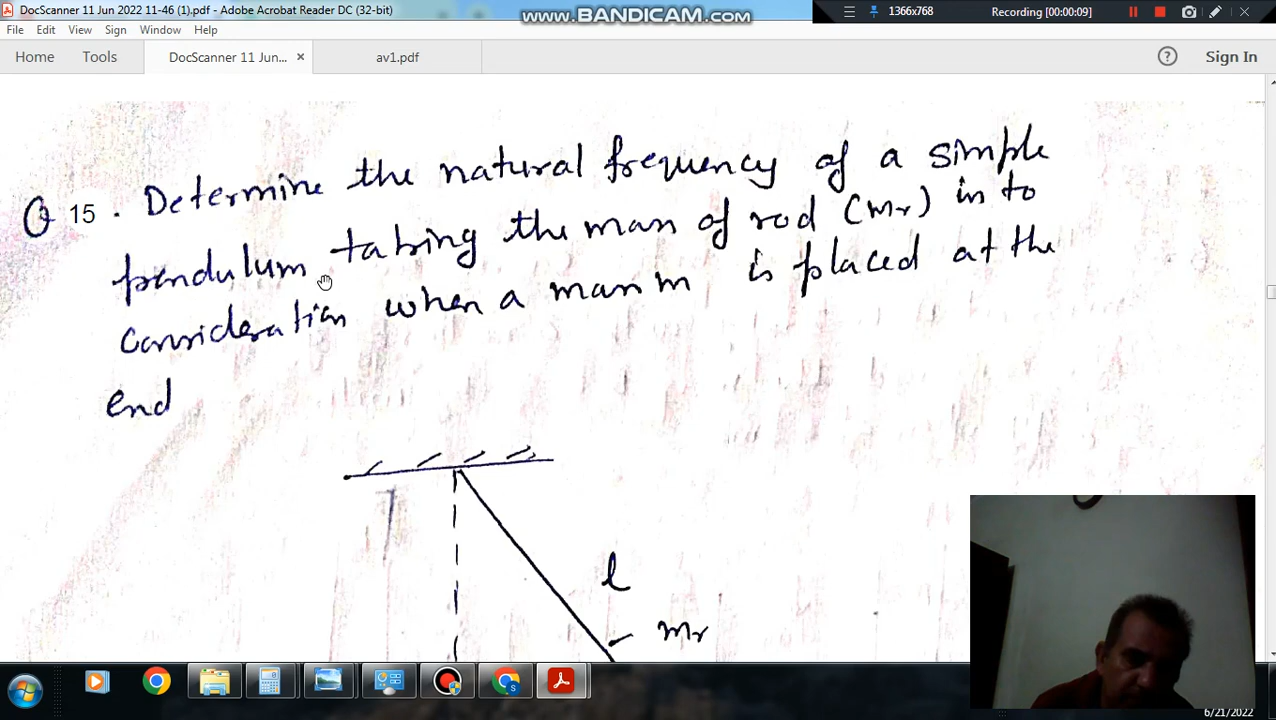 DocScanner 11 Jun 2022 11-46 (1).pdf - Adobe Acrobat Reader DC (32-bit)
www.BANDICAM.com
1366x768
Recording [00:00:09]
File Edit View Sign Window Help
Home Tools DocScanner 11 Jun... × av1.pdf
? Sign In
Q 15 . Determine the natural frequency of a simple
pendulum taking the mass of rod (mr) in to
consideration when a mass m is placed at the
end
l
mr
6/21/2022